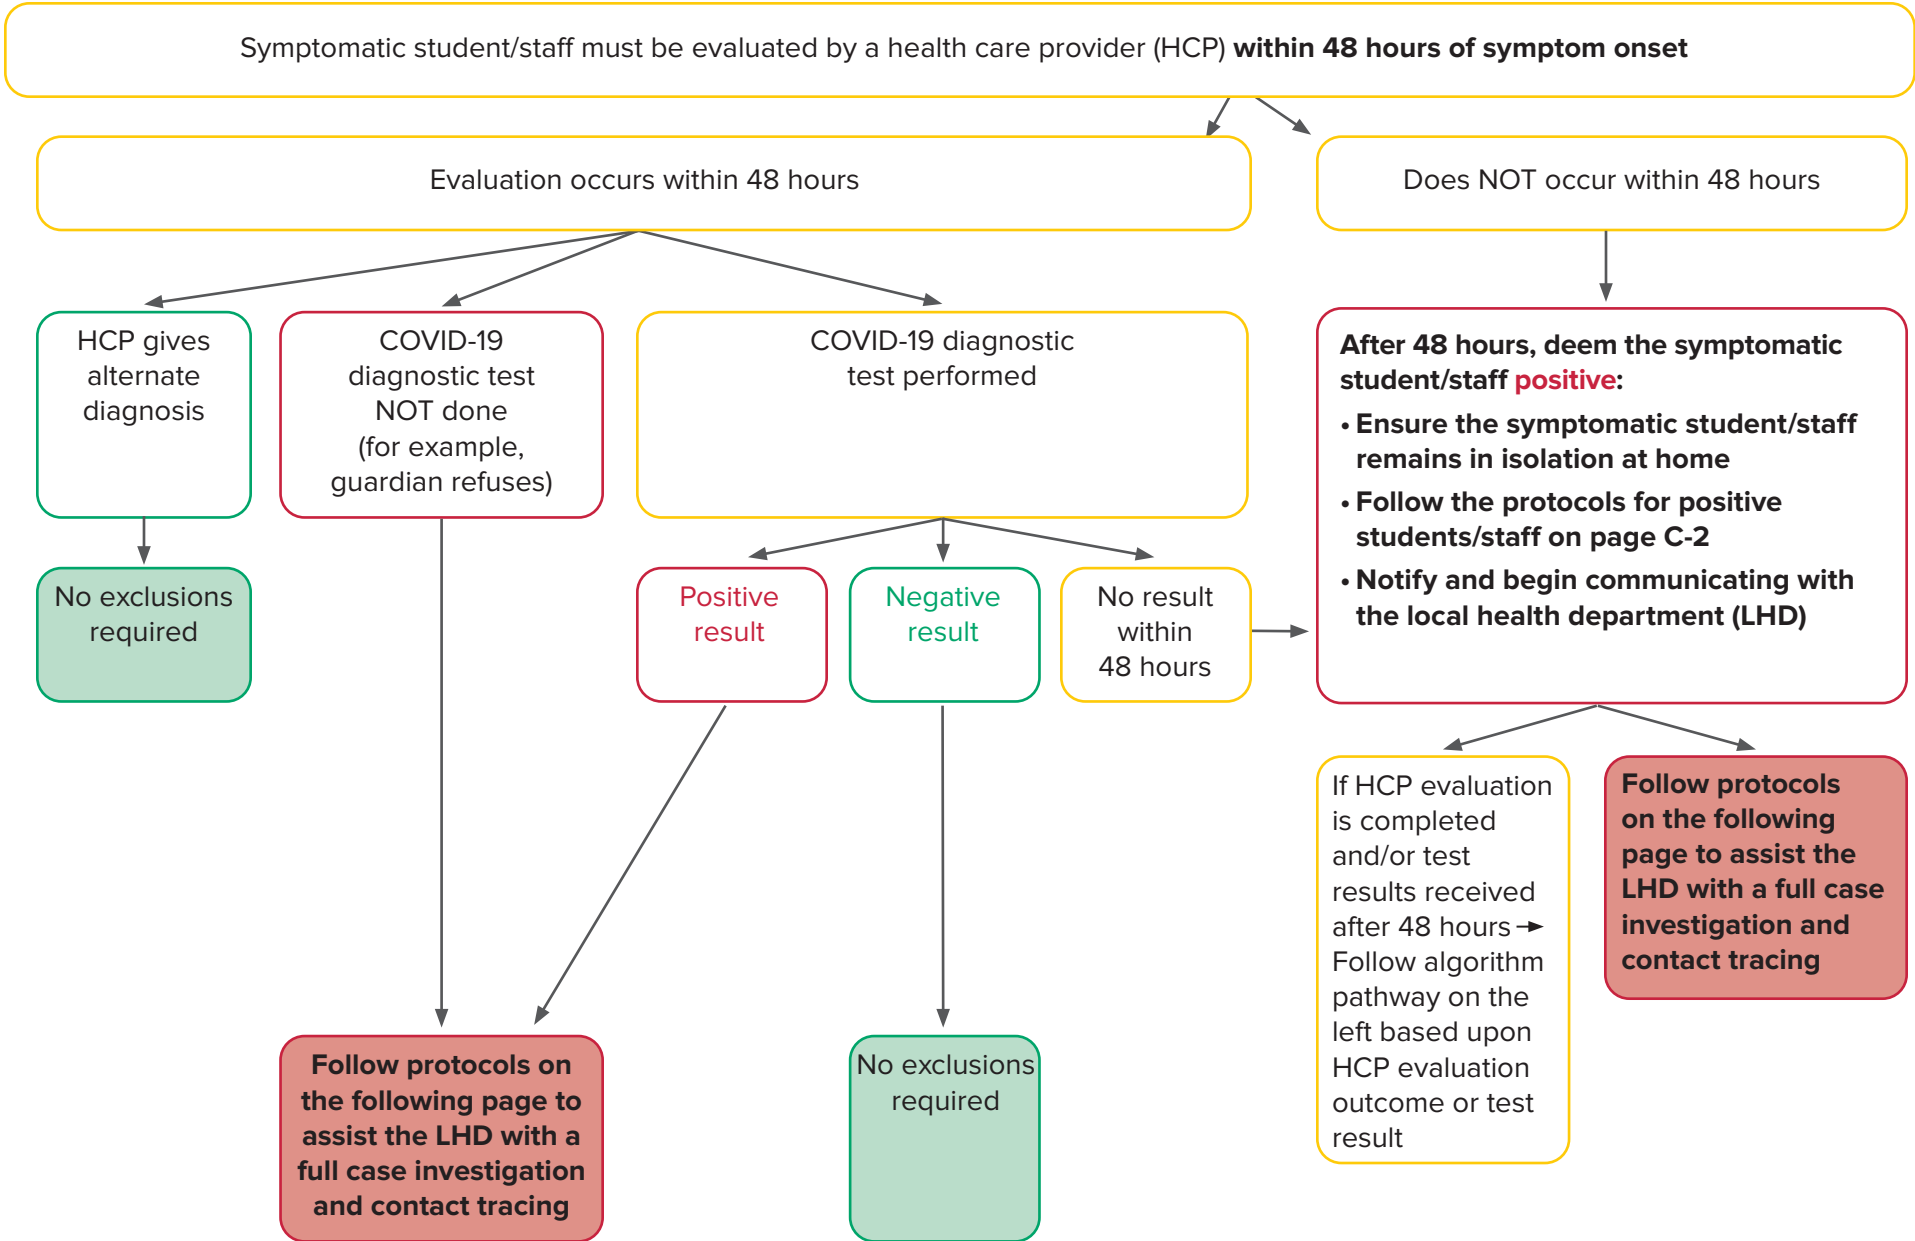 Symptomatic student/staff must be evaluated by a health care provider (HCP) within 48 hours of symptom onset
Evaluation occurs within 48 hours
Does NOT occur within 48 hours
HCP gives
alternate
diagnosis
COVID-19
diagnostic test
NOT done
(for example,
guardian refuses)
COVID-19 diagnostic
test performed
After 48 hours, deem the symptomatic
student/staff positive:
• Ensure the symptomatic student/staff
remains in isolation at home
• Follow the protocols for positive
students/staff on page C-2
• Notify and begin communicating with
the local health department (LHD)
No exclusions
required
Positive
result
Negative
result
No result
within
48 hours
If HCP evaluation
is completed
and/or test
results received
after 48 hours →
Follow algorithm
pathway on the
left based upon
HCP evaluation
outcome or test
result
Follow protocols
on the following
page to assist the
LHD with a full case
investigation and
contact tracing
Follow protocols on
the following page to
assist the LHD with a
full case investigation
and contact tracing
No exclusions
required